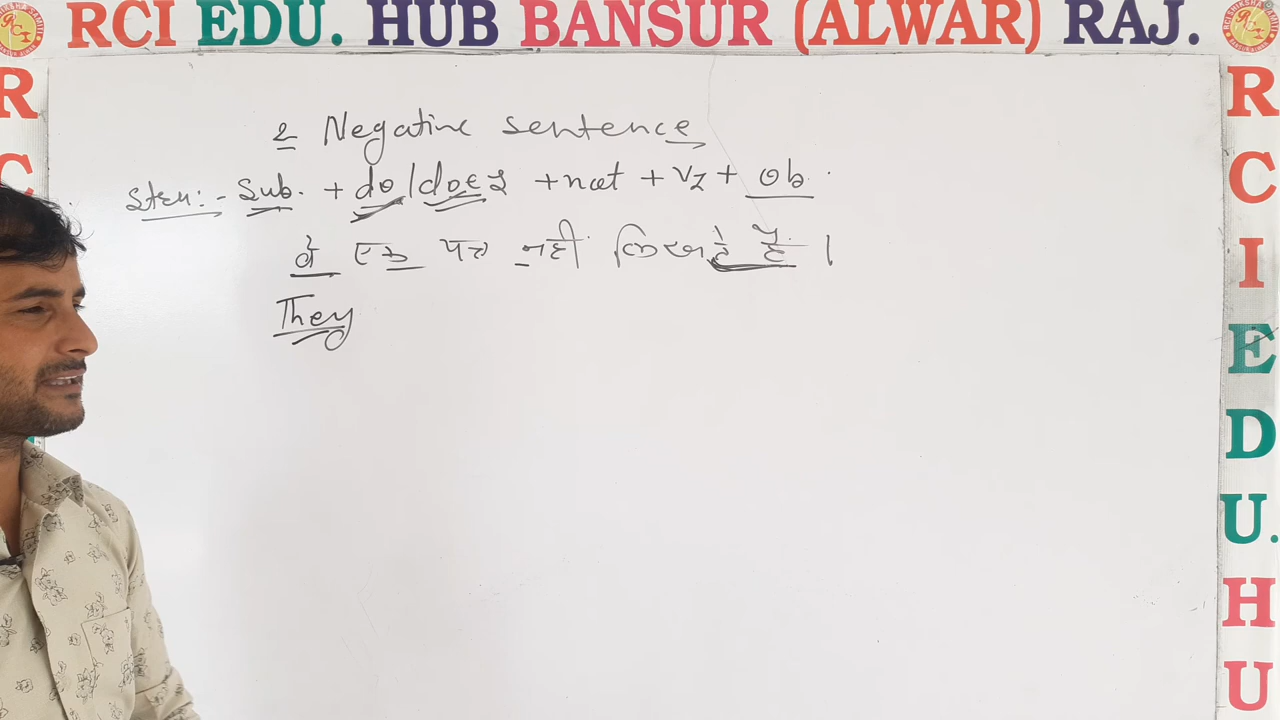 RCI EDU. HUB BANSUR (ALWAR) RAJ.
2 Negative sentence
Sub. + do/does + not + V1 + ob.
वे एक पत्र नहीं लिखते हैं ।
They
R
C
R
C
I
E
D
U.
H
U